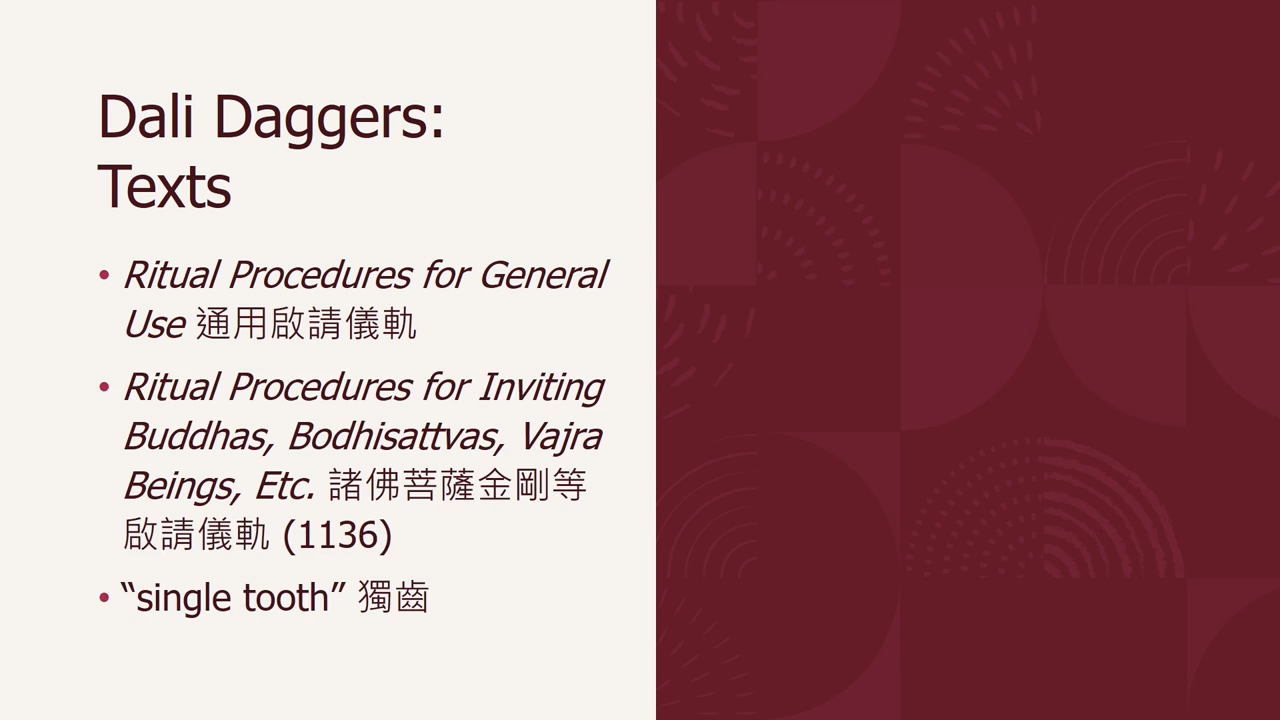 Dali Daggers:
Texts
• Ritual Procedures for General
Use 通用啟請儀軌
• Ritual Procedures for Inviting
Buddhas, Bodhisattvas, Vajra
Beings, Etc. 諸佛菩薩金剛等
啟請儀軌 (1136)
• “single tooth” 獨齒